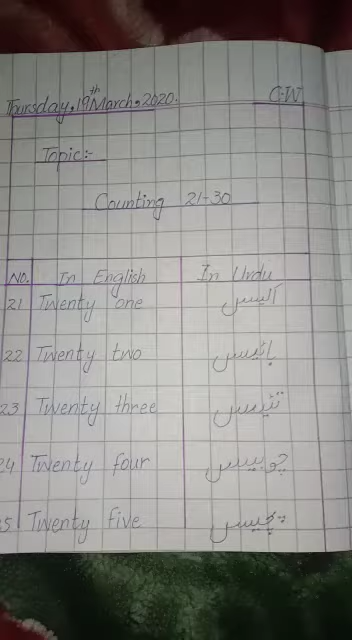 Thursday, 19th March, 2020. C.W
Topic:-
Counting 21-30
No. In English In Urdu
21 Twenty one اکیس
22 Twenty two بائیس
23 Twenty three تئیس
24 Twenty four چوبیس
25 Twenty five پچیس